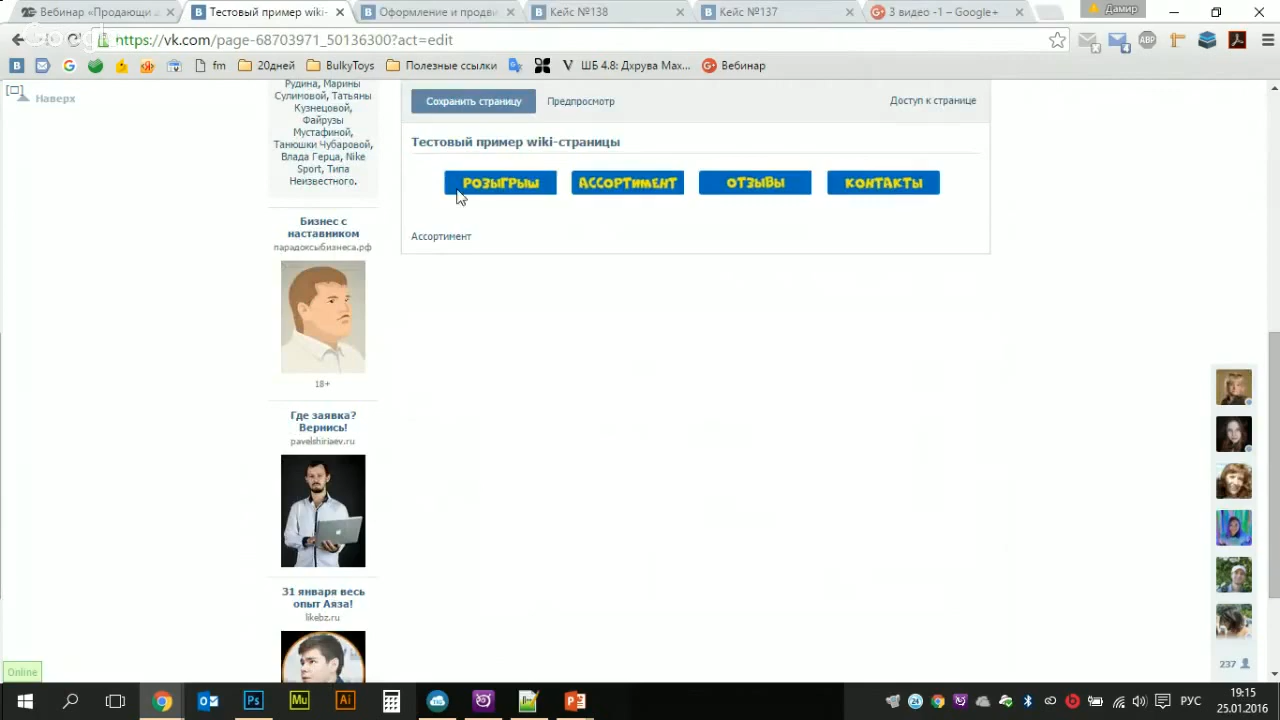 Вебинар «Продающи
Тестовый пример wiki-
Оформление и продви
Кейс №138
Кейс №137
3 видео -1 – Google+
Дамир
https://vk.com/page-68703971_50136300?act=edit
fm
20дней
BulkyToys
Полезные ссылки
ШБ 4.8: Дхрува Мах...
Вебинар
Наверх
Рудина, Марины
Сулимовой, Татьяны
Кузнецовой,
Файрузы
Мустафиной,
Танюшки Чубаровой,
Влада Герца, Nike
Sport, Типа
Неизвестного.
Сохранить страницу Предпросмотр Доступ к странице
Тестовый пример wiki-страницы
РОЗЫГРЫШ АССОРТИМЕНТ ОТЗЫВЫ КОНТАКТЫ
Ассортимент
Бизнес с
наставником
парадоксыбизнеса.рф
18+
Где заявка?
Вернись!
pavelshiriaev.ru
31 января весь
опыт Аяза!
likebz.ru
237
Online
Ps
Mu
Ai
24
РУС
19:15
25.01.2016